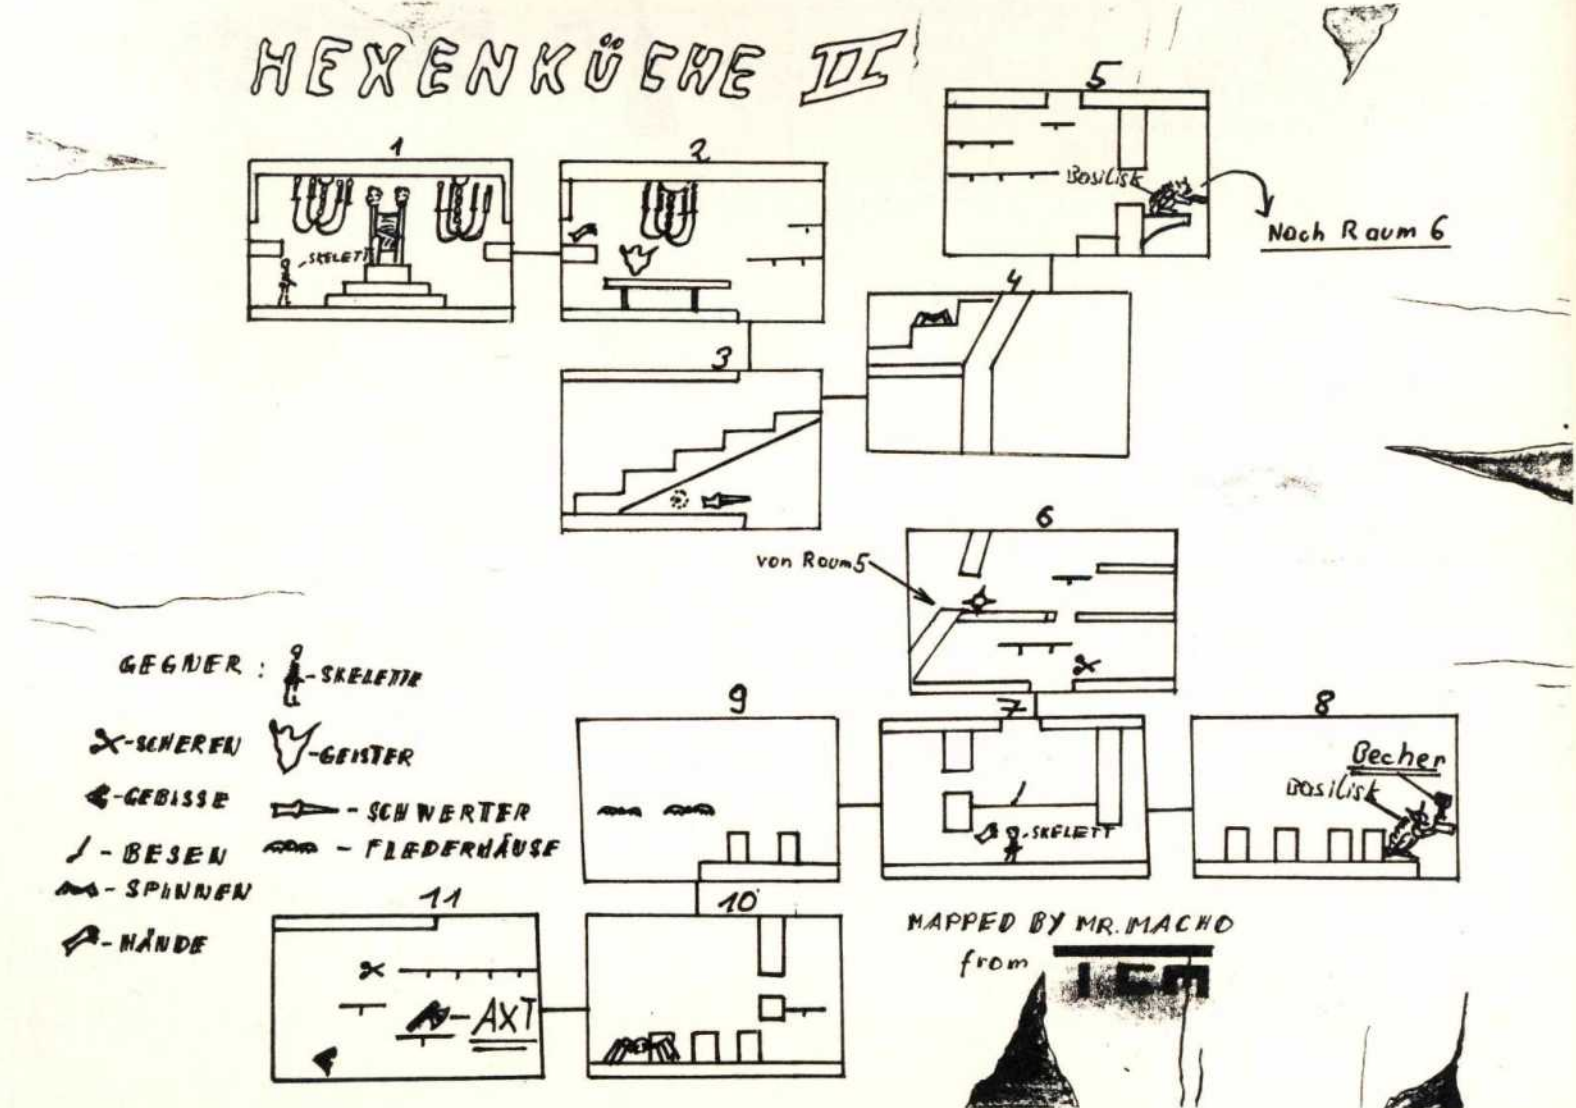 HEXENKÜCHE II
1
SKELETT
2
5
Basilisk
Nach Raum 6
3
4
6
von Raum 5
GEGNER:
-SKELETTE
-SCHEREN
-GEISTER
-GEBISSE
- SCHWERTER
- BESEN
- FLEDERMÄUSE
- SPINNEN
- HÄNDE
9
7
-SKELETT
8
Becher
Basilisk
11
-AXT
10
MAPPED BY MR. MACHO
from ICM